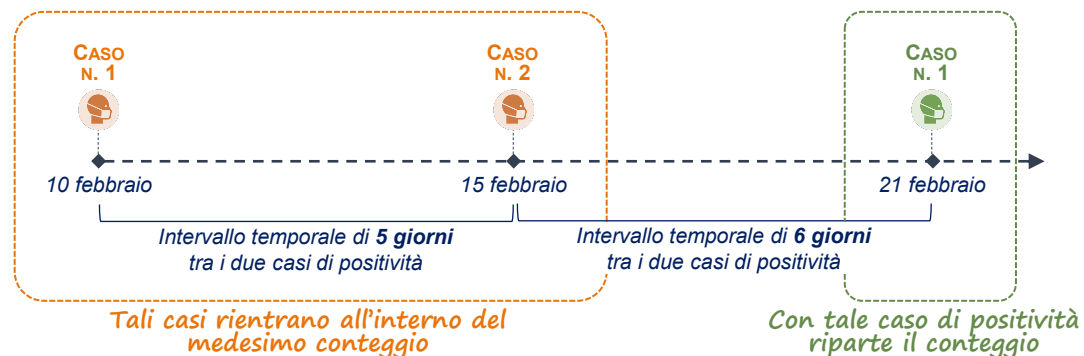 CASO
N. 1
CASO
N. 2
CASO
N. 1
10 febbraio
15 febbraio
21 febbraio
Intervallo temporale di 5 giorni
tra i due casi di positività
Intervallo temporale di 6 giorni
tra i due casi di positività
Tali casi rientrano all'interno del
medesimo conteggio
Con tale caso di positività
riparte il conteggio